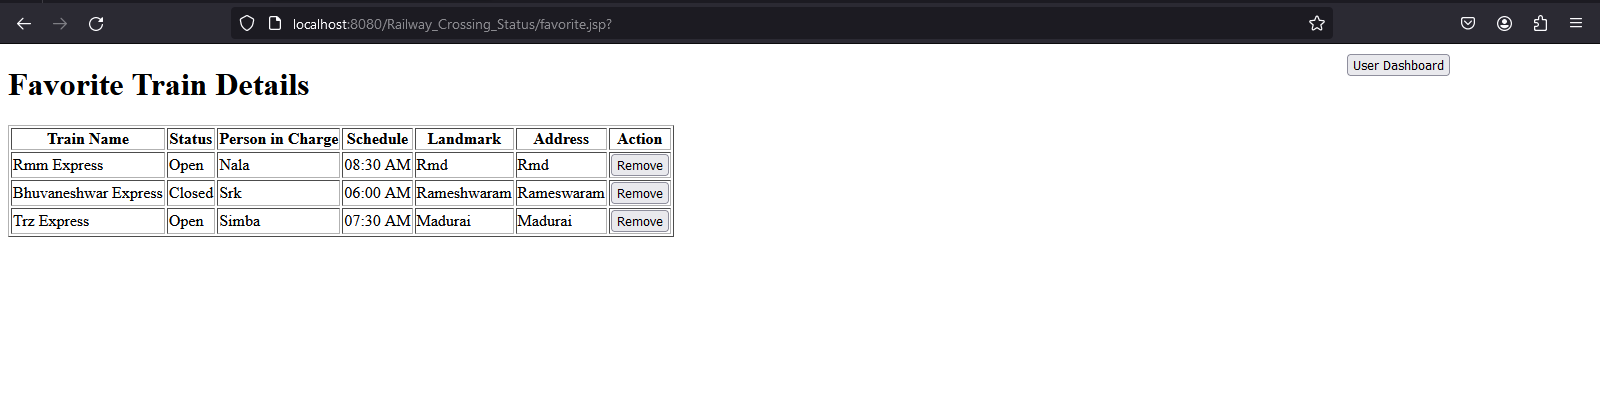 localhost:8080/Railway_Crossing_Status/favorite.jsp?
User Dashboard
Favorite Train Details
Train Name Status Person in Charge Schedule Landmark Address Action
Rmm Express Open Nala 08:30 AM Rmd Rmd Remove
Bhuvaneshwar Express Closed Srk 06:00 AM Rameshwaram Rameswaram Remove
Trz Express Open Simba 07:30 AM Madurai Madurai Remove